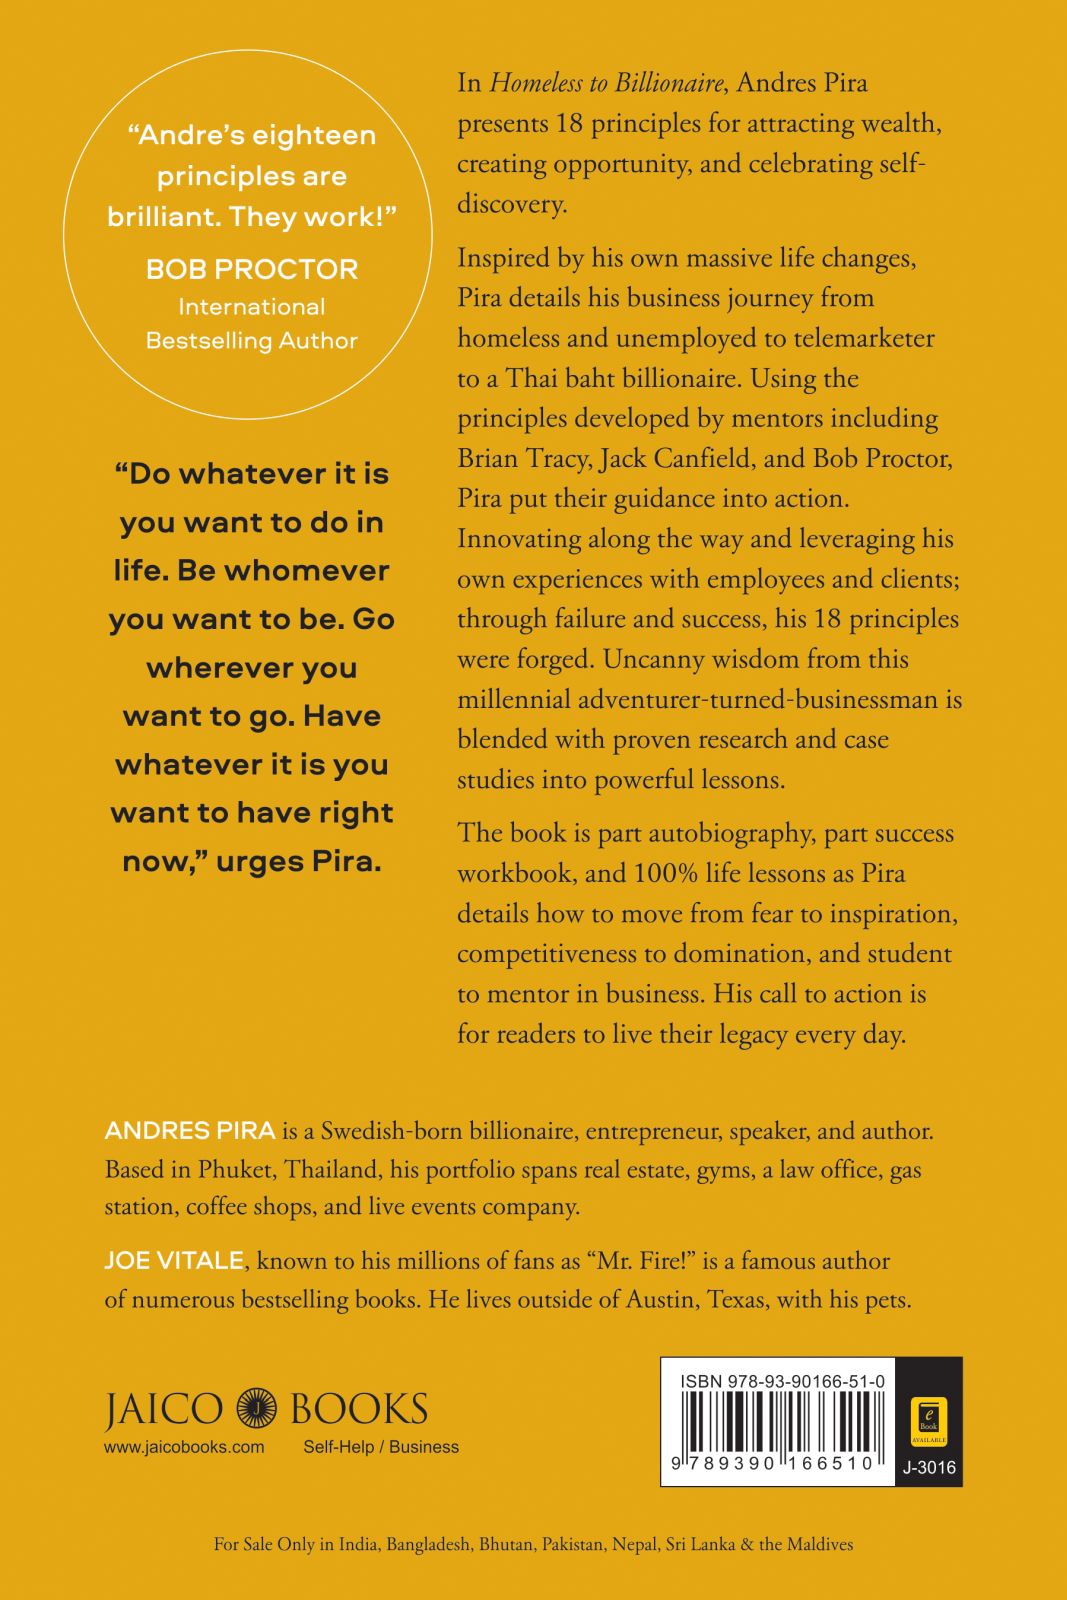 “Andre’s eighteen
principles are
brilliant. They work!”
BOB PROCTOR
International
Bestselling Author
“Do whatever it is
you want to do in
life. Be whomever
you want to be. Go
wherever you
want to go. Have
whatever it is you
want to have right
now,” urges Pira.
In Homeless to Billionaire, Andres Pira
presents 18 principles for attracting wealth,
creating opportunity, and celebrating self-
discovery.
Inspired by his own massive life changes,
Pira details his business journey from
homeless and unemployed to telemarketer
to a Thai baht billionaire. Using the
principles developed by mentors including
Brian Tracy, Jack Canfield, and Bob Proctor,
Pira put their guidance into action.
Innovating along the way and leveraging his
own experiences with employees and clients;
through failure and success, his 18 principles
were forged. Uncanny wisdom from this
millennial adventurer-turned-businessman is
blended with proven research and case
studies into powerful lessons.
The book is part autobiography, part success
workbook, and 100% life lessons as Pira
details how to move from fear to inspiration,
competitiveness to domination, and student
to mentor in business. His call to action is
for readers to live their legacy every day.
ANDRES PIRA is a Swedish-born billionaire, entrepreneur, speaker, and author.
Based in Phuket, Thailand, his portfolio spans real estate, gyms, a law office, gas
station, coffee shops, and live events company.
JOE VITALE, known to his millions of fans as “Mr. Fire!” is a famous author
of numerous bestselling books. He lives outside of Austin, Texas, with his pets.
JAICO J BOOKS
www.jaicobooks.com Self-Help / Business
ISBN 978-93-90166-51-0
9 789390 166510
e
Book
AVAILABLE
J-3016
For Sale Only in India, Bangladesh, Bhutan, Pakistan, Nepal, Sri Lanka & the Maldives